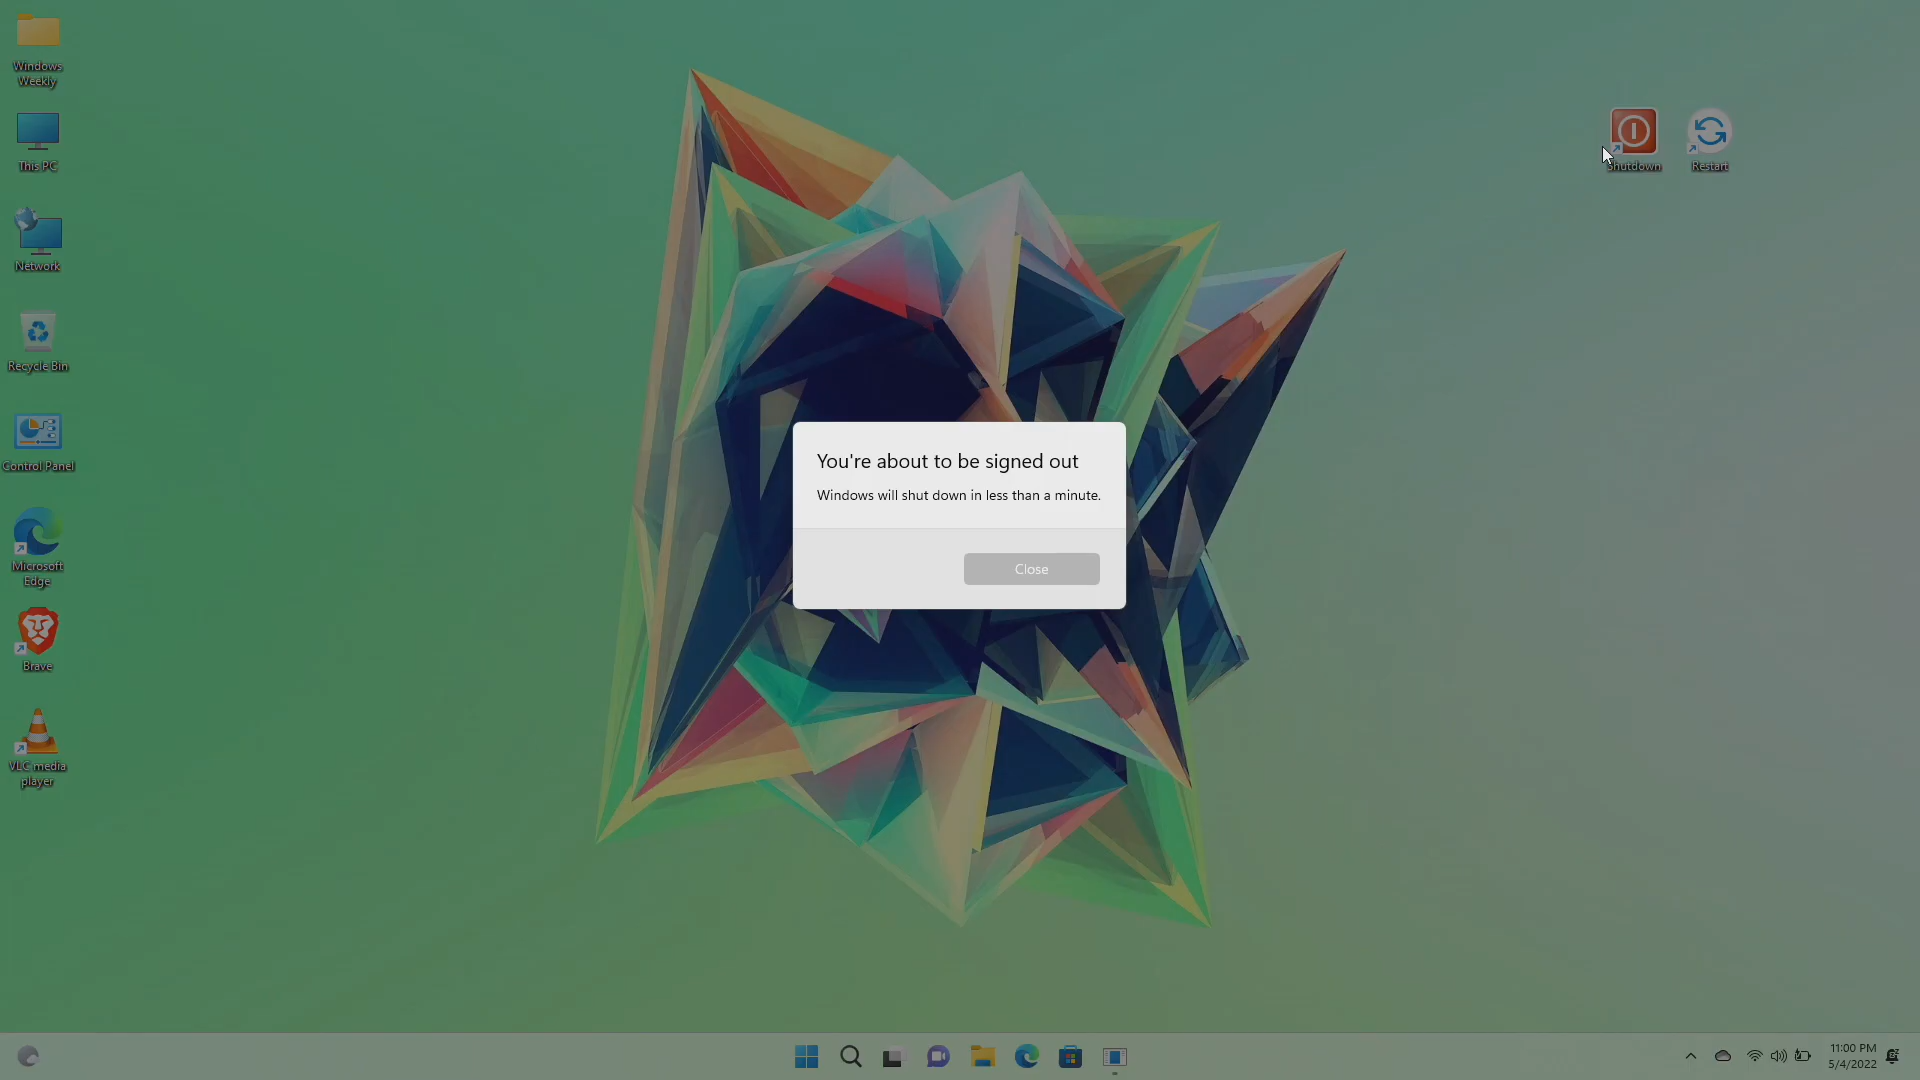 Windows
Weekly
This PC
Network
Recycle Bin
Control Panel
Microsoft
Edge
Brave
VLC media
player
Shutdown
Restart
You're about to be signed out
Windows will shut down in less than a minute.
Close
11:00 PM
5/4/2022